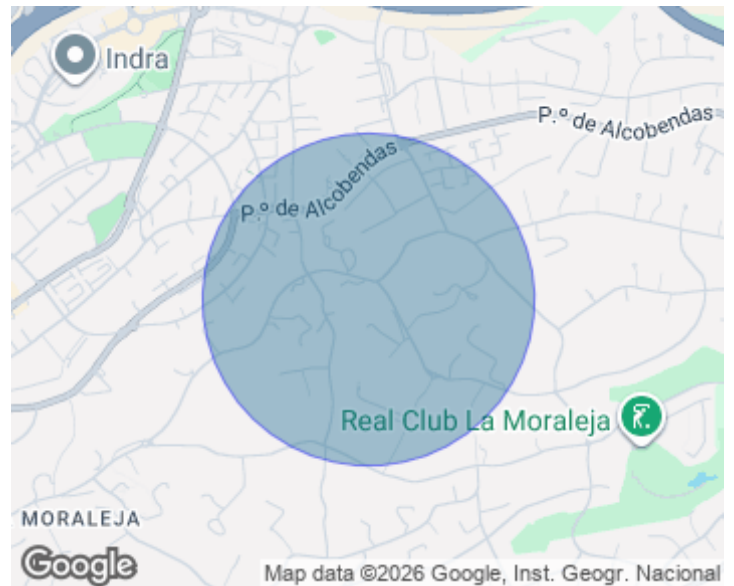 Indra
P.º de Alcobendas
P.º de Alcobendas
Real Club La Moraleja
MORALEJA
Google
Map data ©2026 Google, Inst. Geogr. Nacional